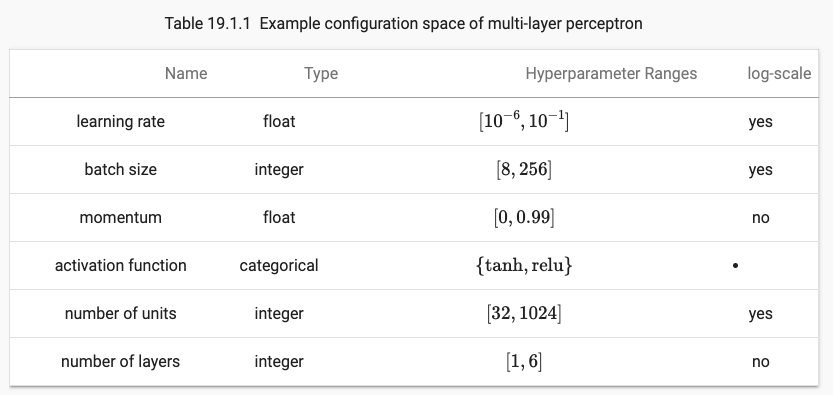 Table 19.1.1 Example configuration space of multi-layer perceptron
Name Type Hyperparameter Ranges log-scale
learning rate float [10⁻⁶, 10⁻¹] yes
batch size integer [8, 256] yes
momentum float [0, 0.99] no
activation function categorical {tanh, relu} •
number of units integer [32, 1024] yes
number of layers integer [1, 6] no